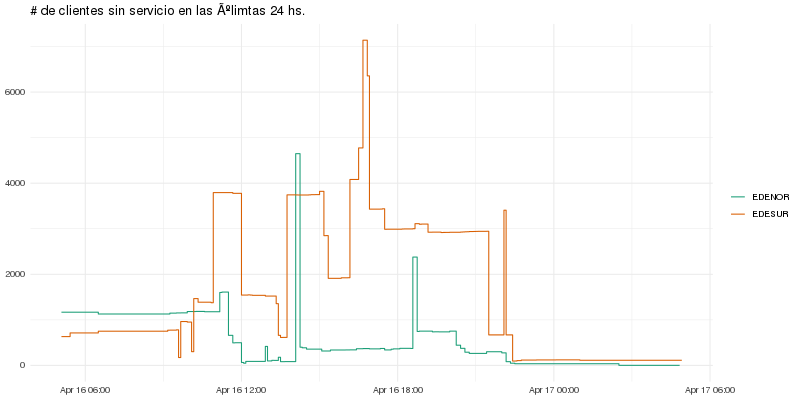 # de clientes sin servicio en las Ãºlimtas 24 hs.
6000
4000
2000
0
Apr 16 06:00
Apr 16 12:00
Apr 16 18:00
Apr 17 00:00
Apr 17 06:00
EDENOR
EDESUR